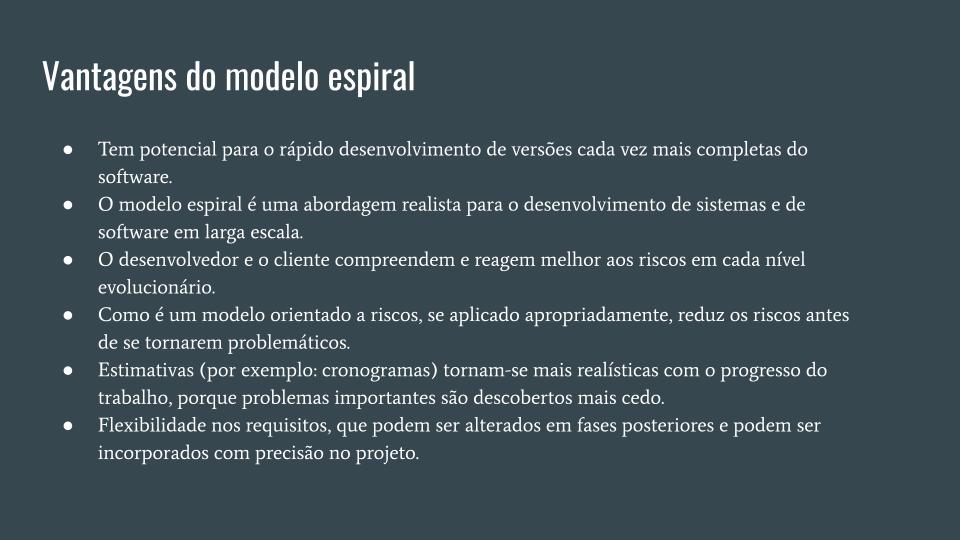 Vantagens do modelo espiral
● Tem potencial para o rápido desenvolvimento de versões cada vez mais completas do
software.
● O modelo espiral é uma abordagem realista para o desenvolvimento de sistemas e de
software em larga escala.
● O desenvolvedor e o cliente compreendem e reagem melhor aos riscos em cada nível
evolucionário.
● Como é um modelo orientado a riscos, se aplicado apropriadamente, reduz os riscos antes
de se tornarem problemáticos.
● Estimativas (por exemplo: cronogramas) tornam-se mais realísticas com o progresso do
trabalho, porque problemas importantes são descobertos mais cedo.
● Flexibilidade nos requisitos, que podem ser alterados em fases posteriores e podem ser
incorporados com precisão no projeto.